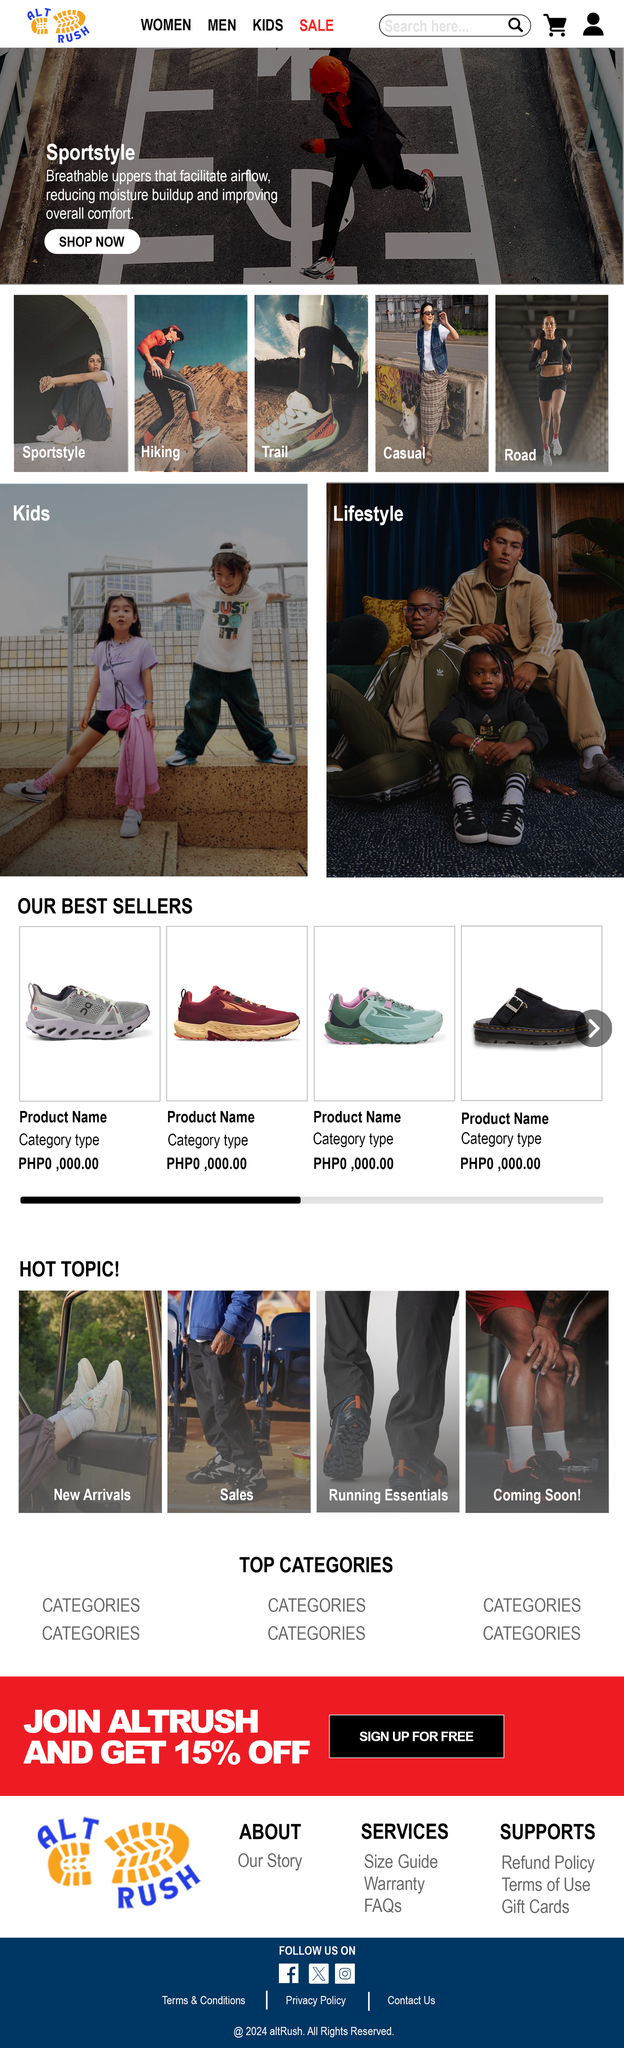 ALT
RUSH
WOMEN MEN KIDS SALE
Search here...
Sportstyle
Breathable uppers that facilitate airflow,
reducing moisture buildup and improving
overall comfort.
SHOP NOW
Sportstyle
Hiking
Trail
Casual
Road
Kids
JUST
DO
IT!
Lifestyle
OUR BEST SELLERS
Product Name
Category type
PHP0 ,000.00
Product Name
Category type
PHP0 ,000.00
Product Name
Category type
PHP0 ,000.00
Product Name
Category type
PHP0 ,000.00
HOT TOPIC!
New Arrivals
Sales
Running Essentials
Coming Soon!
TOP CATEGORIES
CATEGORIES CATEGORIES CATEGORIES
CATEGORIES CATEGORIES CATEGORIES
JOIN ALTRUSH
AND GET 15% OFF
SIGN UP FOR FREE
ALT
RUSH
ABOUT
Our Story
SERVICES
Size Guide
Warranty
FAQs
SUPPORTS
Refund Policy
Terms of Use
Gift Cards
FOLLOW US ON
Terms & Conditions | Privacy Policy | Contact Us
@ 2024 altRush. All Rights Reserved.